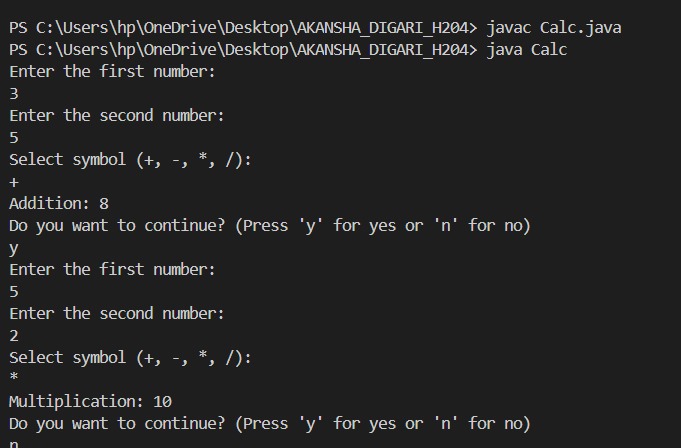 PS C:\Users\hp\OneDrive\Desktop\AKANSHA_DIGARI_H204> javac Calc.java
PS C:\Users\hp\OneDrive\Desktop\AKANSHA_DIGARI_H204> java Calc
Enter the first number:
3
Enter the second number:
5
Select symbol (+, -, *, /):
+
Addition: 8
Do you want to continue? (Press 'y' for yes or 'n' for no)
y
Enter the first number:
5
Enter the second number:
2
Select symbol (+, -, *, /):
*
Multiplication: 10
Do you want to continue? (Press 'y' for yes or 'n' for no)
n